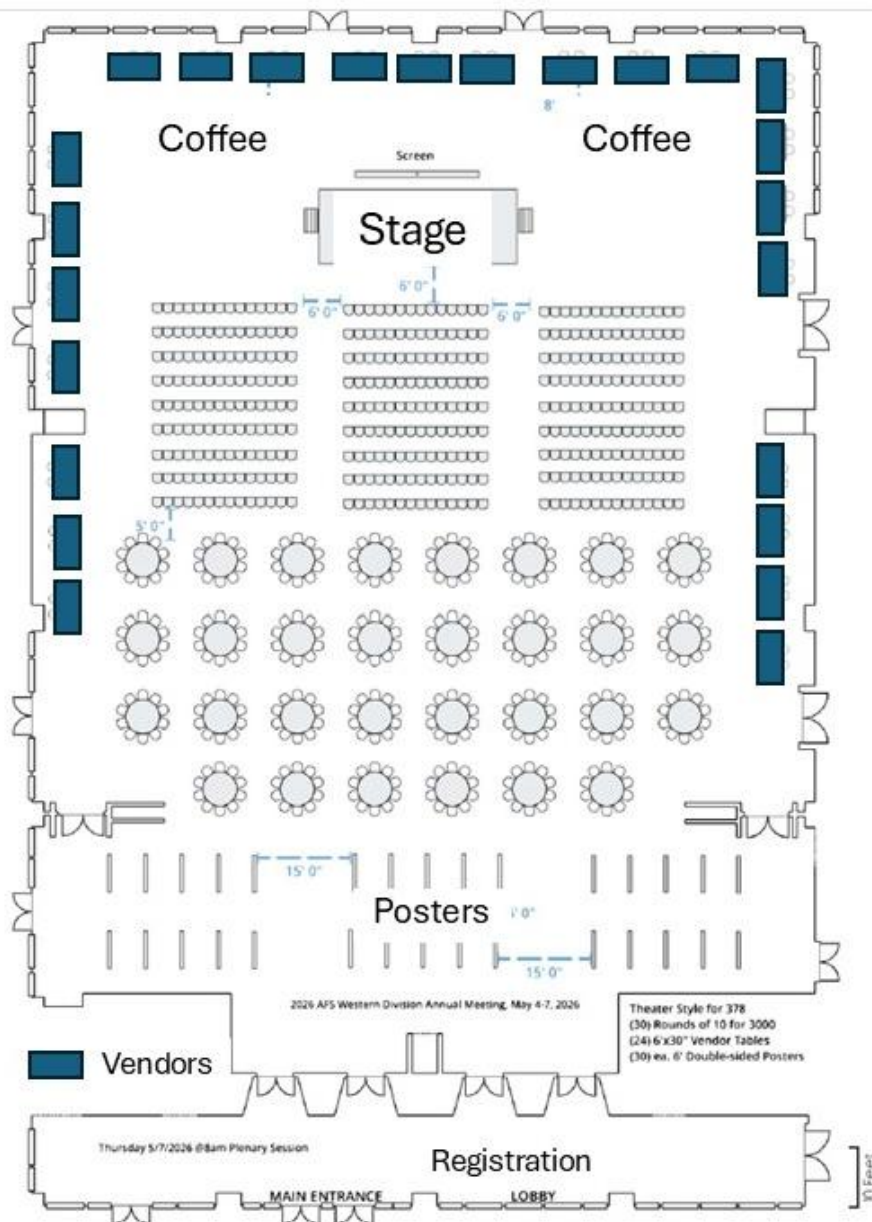 8'
Coffee
Coffee
Screen
Stage
6' 0"
6' 0"
6' 0"
5' 0"
15' 0"
Posters
' 0"
15' 0"
2026 AFS Western Division Annual Meeting, May 4-7, 2026
Theater Style for 378
(30) Rounds of 10 for 3000
(24) 6'x30" Vendor Tables
(30) ea. 6' Double-sided Posters
Vendors
Thursday 5/7/2026 @8am Plenary Session
Registration
MAIN ENTRANCE
LOBBY